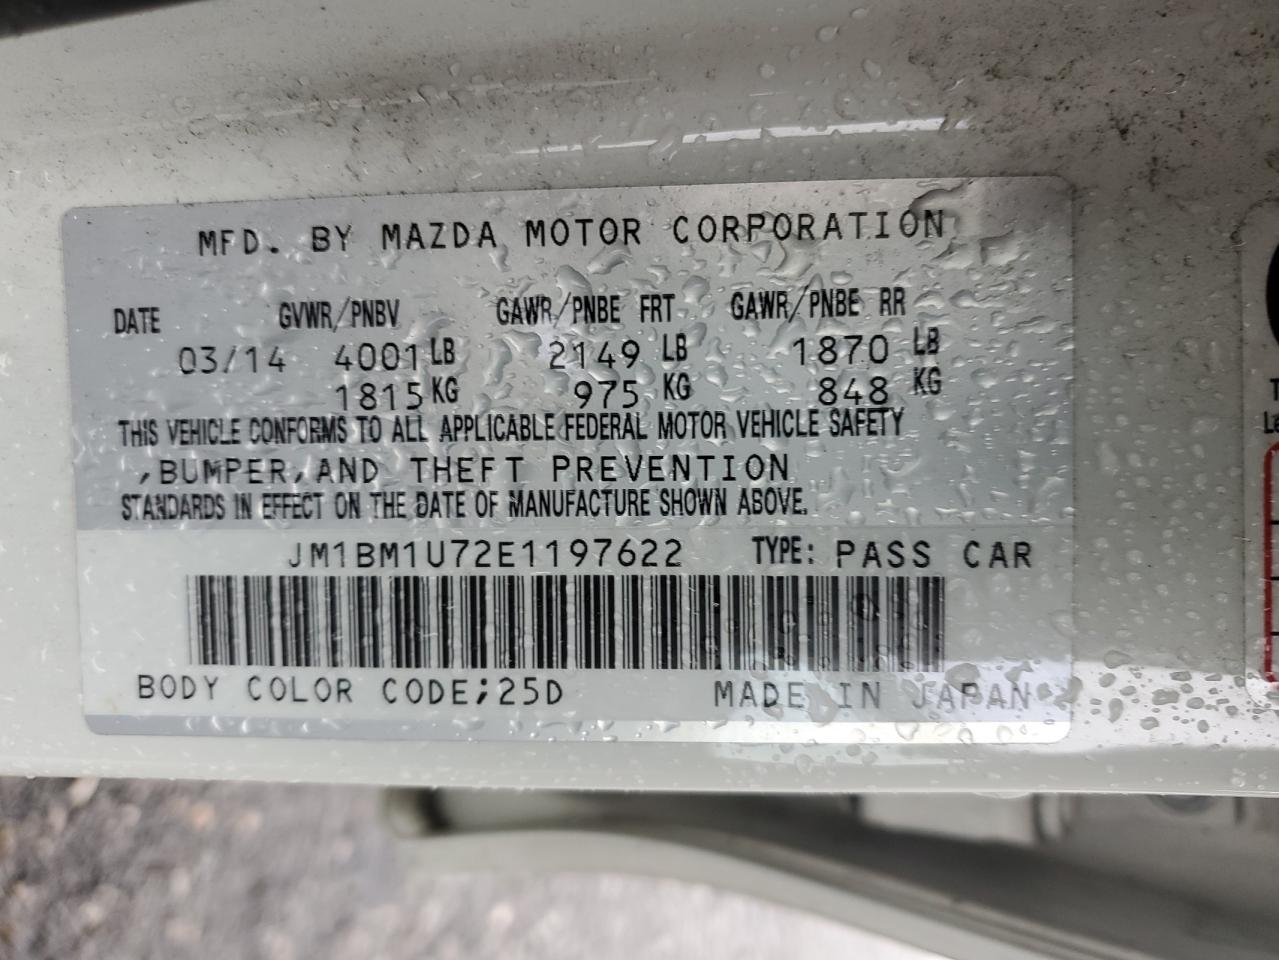 MFD. BY MAZDA MOTOR CORPORATION
DATE GVWR/PNBV GAWR/PNBE FRT GAWR/PNBE RR
03/14 4001 LB 2149 LB 1870 LB
1815 KG 975 KG 848 KG
THIS VEHICLE CONFORMS TO ALL APPLICABLE FEDERAL MOTOR VEHICLE SAFETY
,BUMPER,AND THEFT PREVENTION
STANDARDS IN EFFECT ON THE DATE OF MANUFACTURE SHOWN ABOVE.
JM1BM1U72E1197622 TYPE: PASS CAR
BODY COLOR CODE;25D MADE IN JAPAN